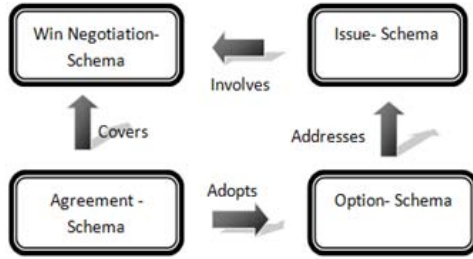 Win Negotiation-
Schema
Issue- Schema
Involves
Covers
Addresses
Agreement -
Schema
Adopts
Option- Schema